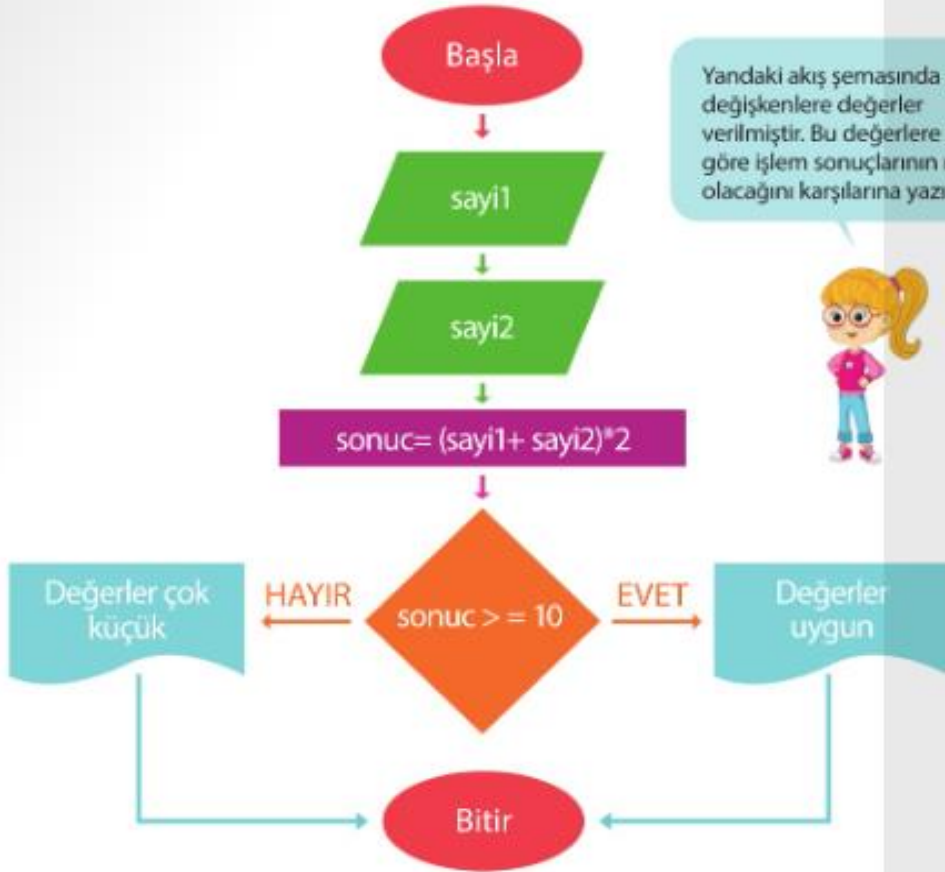 Başla
Yandaki akış şemasında
değişkenlere değerler
verilmiştir. Bu değerlere
göre işlem sonuçlarının
olacağını karşılarına
sayi1
sayi2
sonuc= (sayi1+ sayi2)*2
Değerler çok
küçük
HAYIR
sonuc > = 10
EVET
Değerler
uygun
Bitir